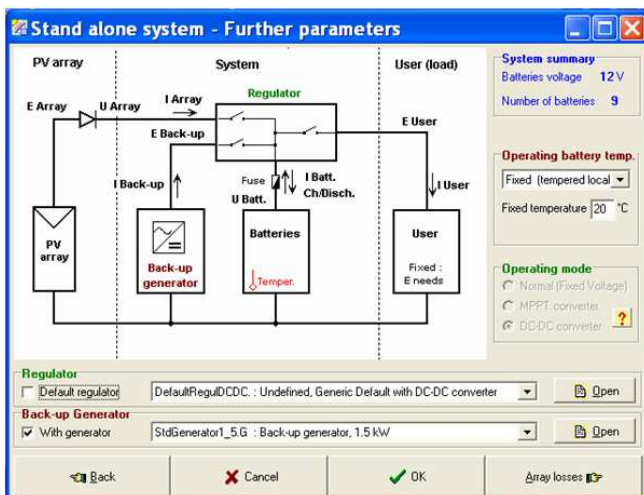 Stand alone system - Further parameters
PV array
System
User (load)
E Array
U Array
I Array
Regulator
E Back-up
E User
I Back-up
Fuse
I Batt.
Ch/Disch.
U Batt.
I User
PV
array
Back-up
generator
Batteries
Temper.
User
Fixed :
E needs
System summary
Batteries voltage 12 V
Number of batteries 9
Operating battery temp.
Fixed (tempered local
Fixed temperature 20 °C
Operating mode
Normal (Fixed Voltage)
MPPT converter
DC-DC converter
?
Regulator
Default regulator
DefaultRegulDCDC. : Undefined, Generic Default with DC-DC converter
Open
Back-up Generator
With generator
StdGenerator1_5.G : Back-up generator, 1.5 kW
Open
Back
Cancel
OK
Array losses